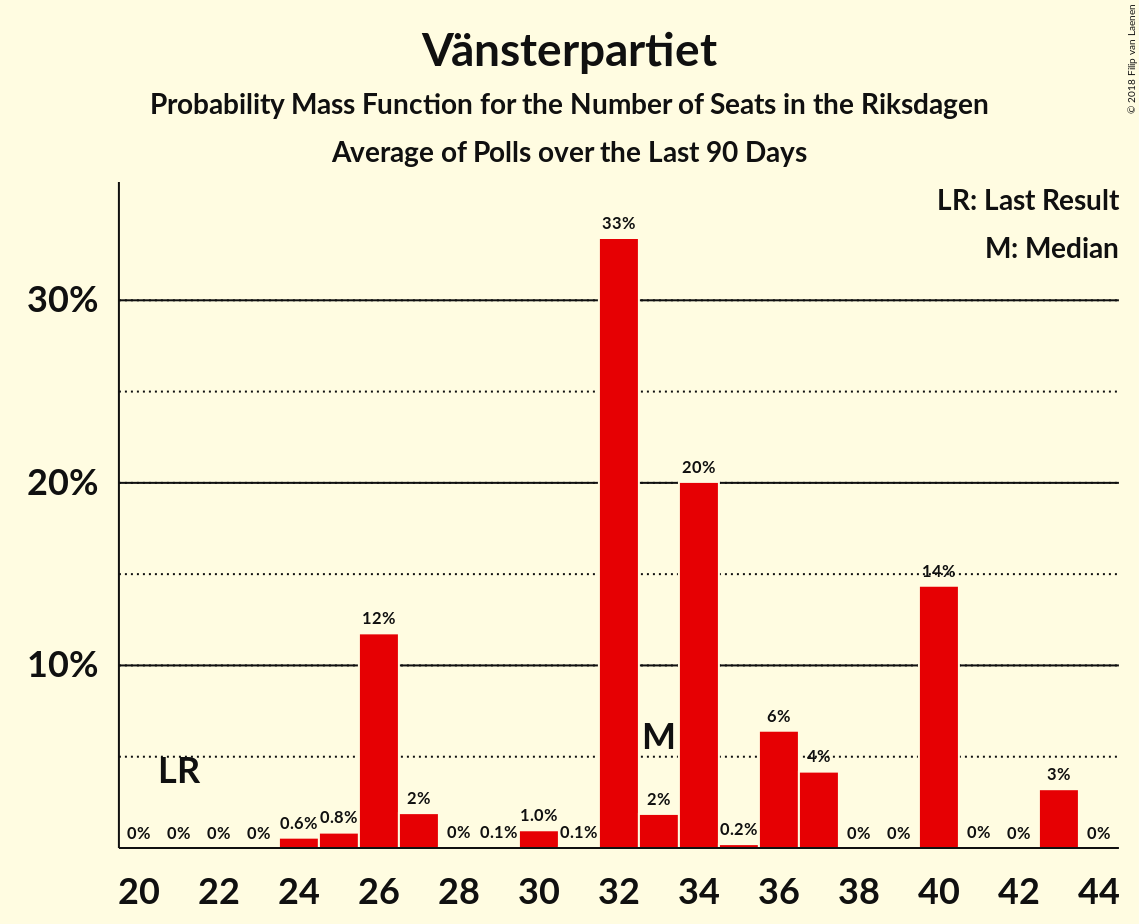 Vänsterpartiet
Probability Mass Function for the Number of Seats in the Riksdagen
Average of Polls over the Last 90 Days
© 2018 Filip van Laenen
LR: Last Result
M: Median
30%
20%
10%
0% 0% 0% 0% 0.6% 0.8% 12% 2% 0% 0.1% 1.0% 0.1% 33% 2% 20% 0.2% 6% 4% 0% 0% 14% 0% 0% 3% 0%
LR
M
20 22 24 26 28 30 32 34 36 38 40 42 44